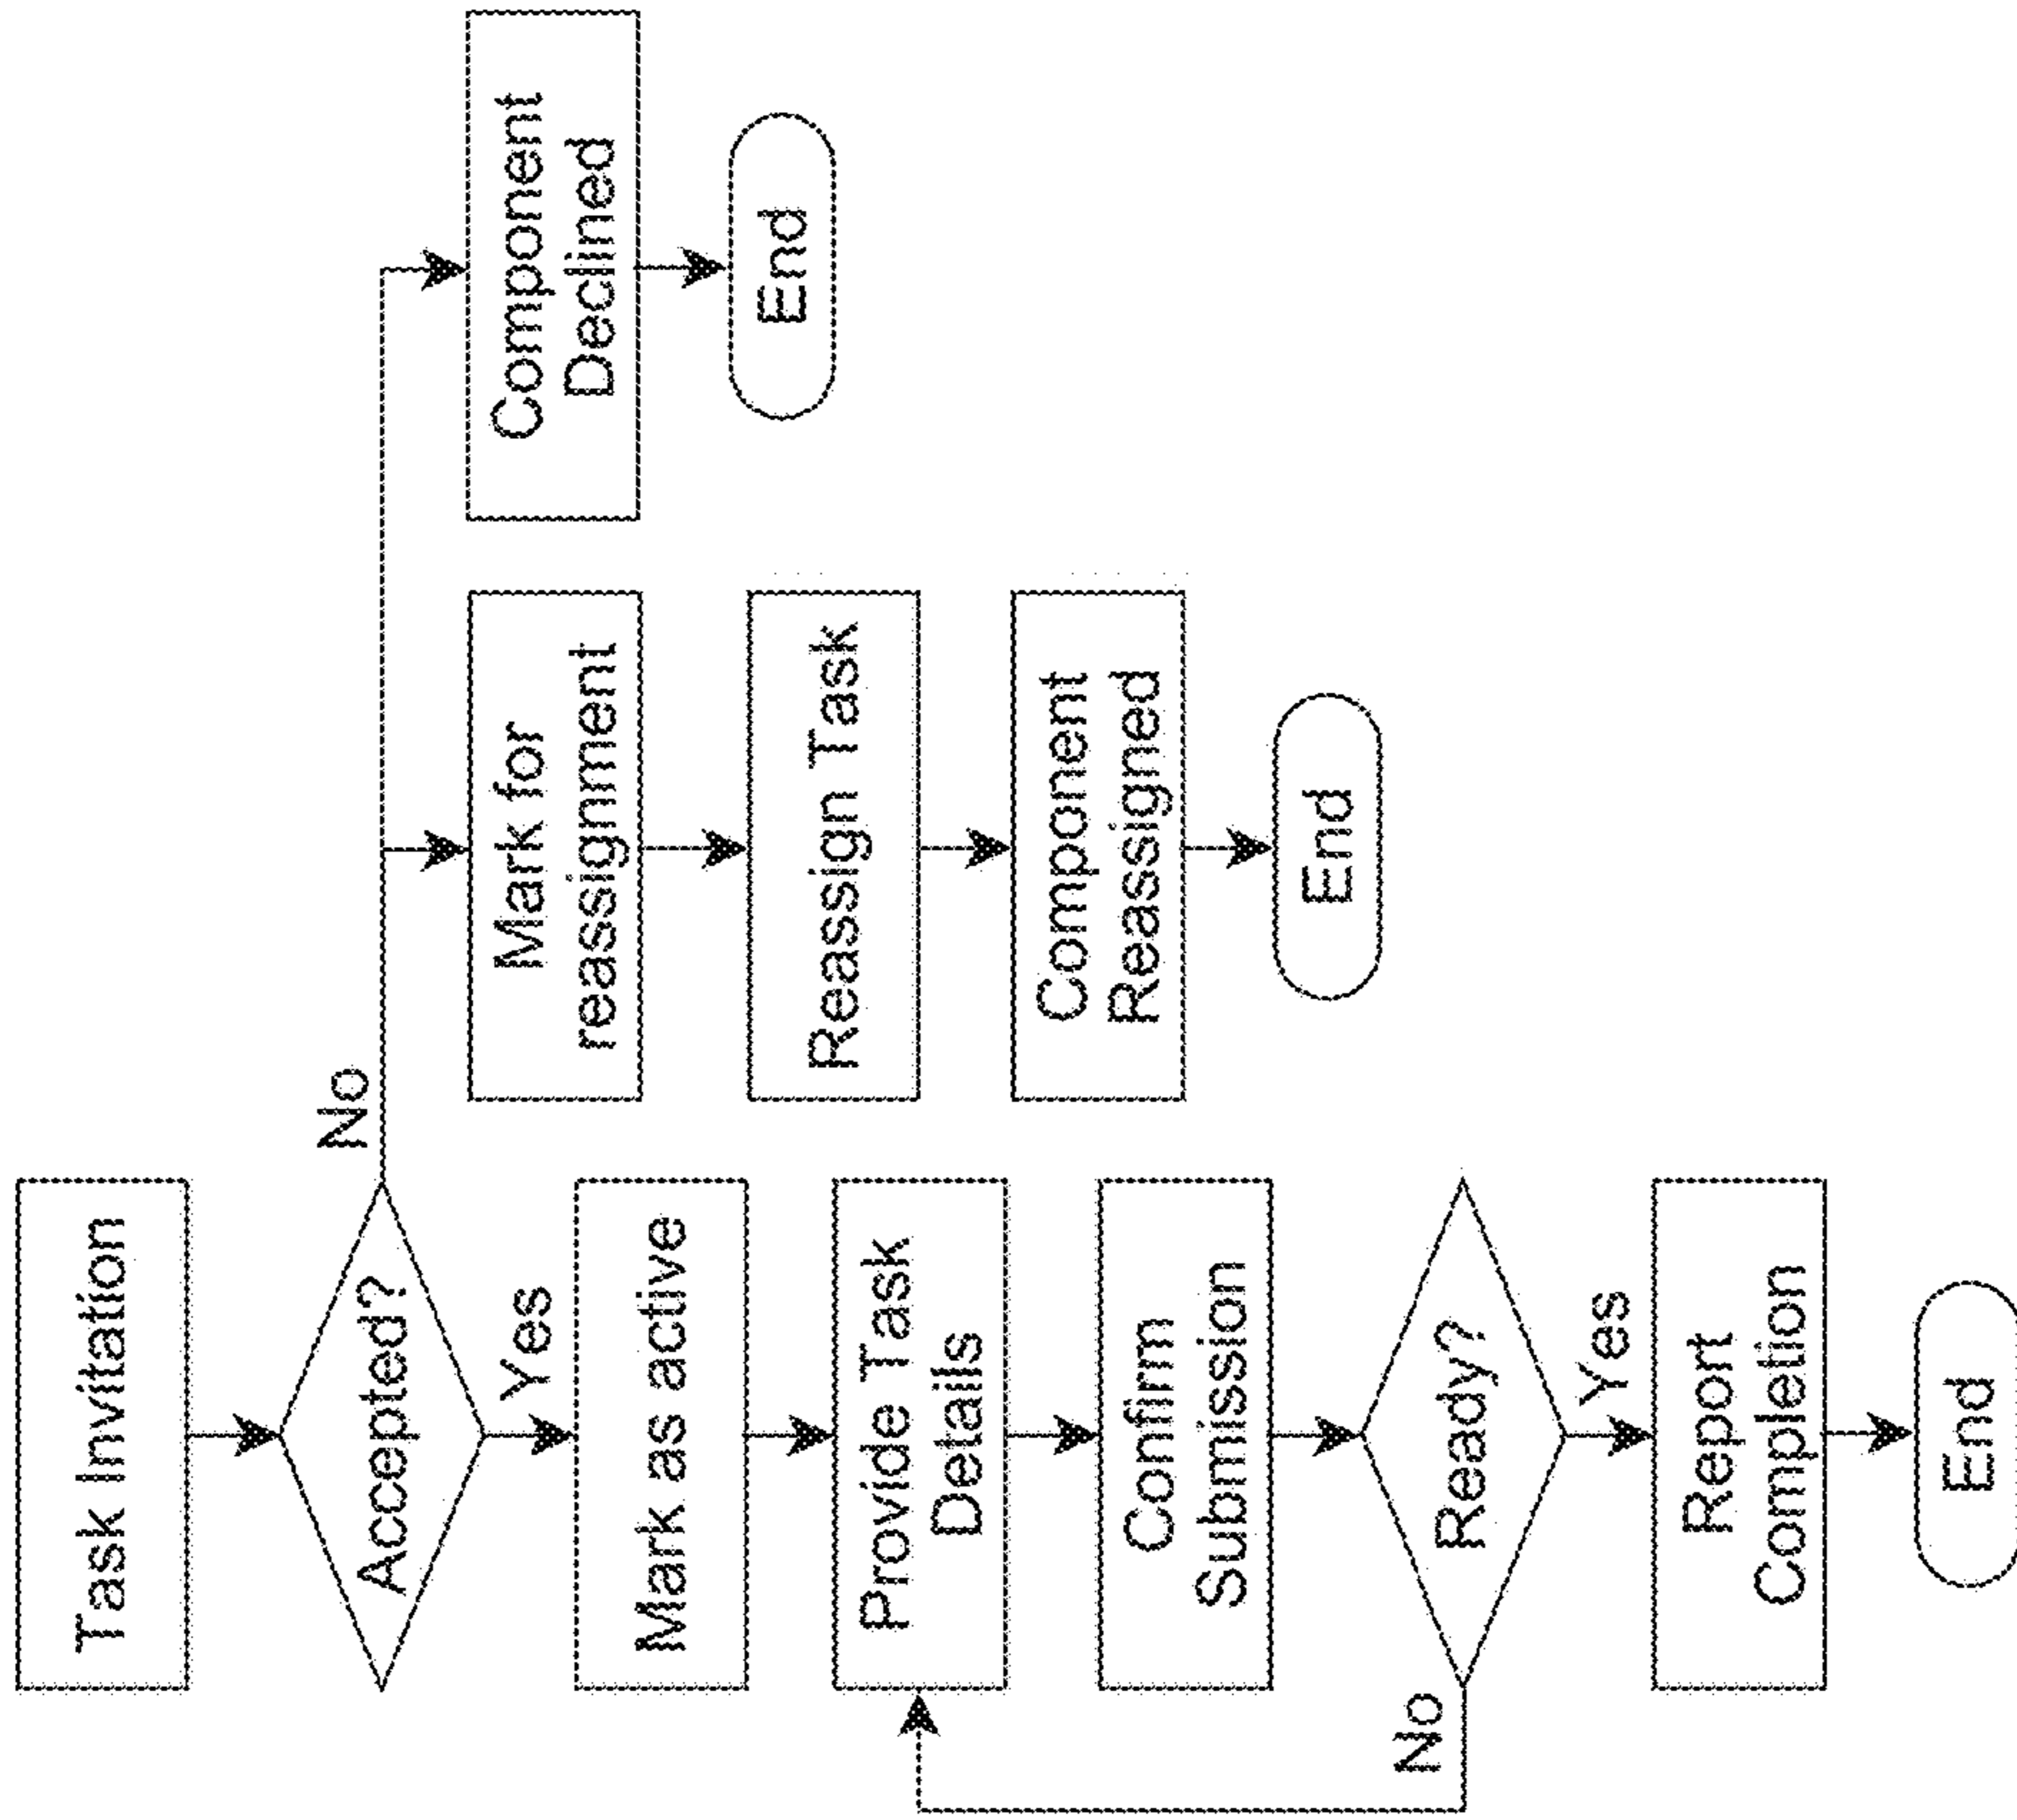 Task Invitation
Accepted?
No
Yes
Mark as active
Provide Task
Details
Confirm
Submission
Ready?
No
Yes
Report
Completion
End
Mark for
reassignment
Reassign Task
Component
Reassigned
End
Component
Declined
End